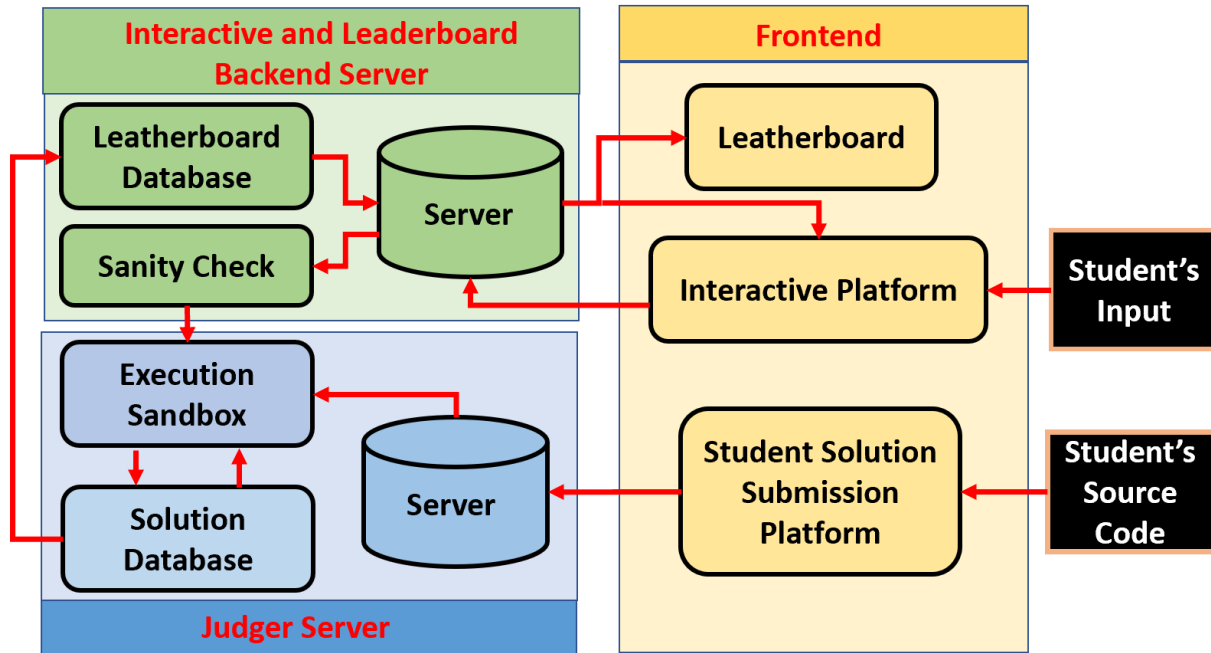 Interactive and Leaderboard
Backend Server
Leatherboard
Database
Server
Sanity Check
Execution
Sandbox
Solution
Database
Server
Judger Server
Frontend
Leatherboard
Interactive Platform
Student Solution
Submission
Platform
Student’s
Input
Student’s
Source
Code